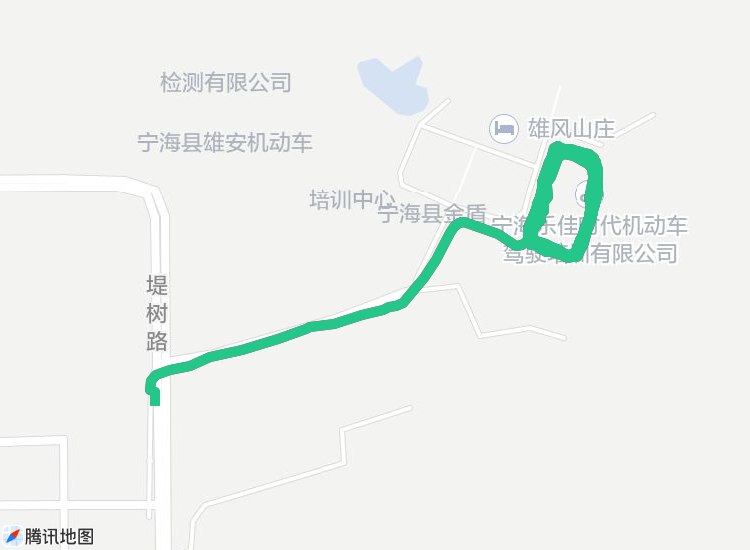 检测有限公司
宁海县雄安机动车
雄风山庄
培训中心
宁海县金盾
宁海乐佳时代机动车
驾驶培训有限公司
堤树路
腾讯地图